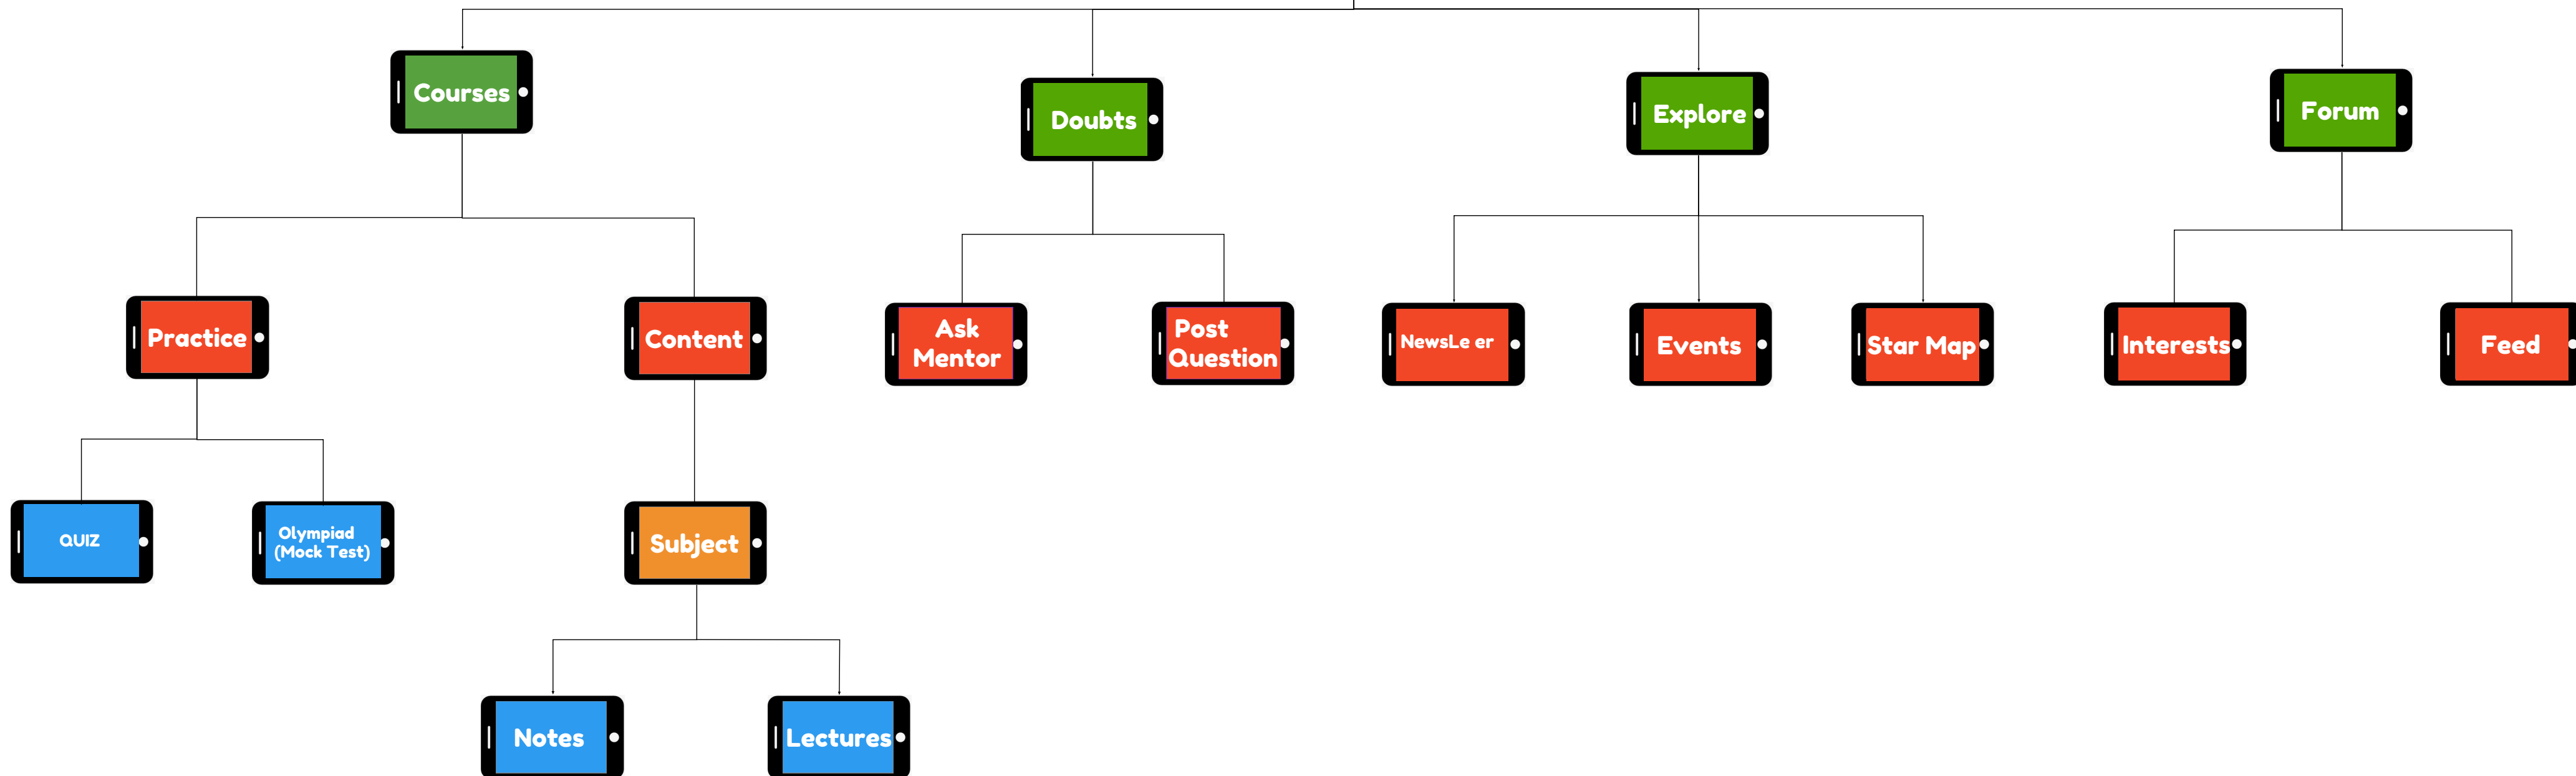 Courses
Doubts
Explore
Forum
Practice
Content
Ask
Mentor
Post
Question
NewsLe er
Events
Star Map
Interests
Feed
QUIZ
Olympiad
(Mock Test)
Subject
Notes
Lectures